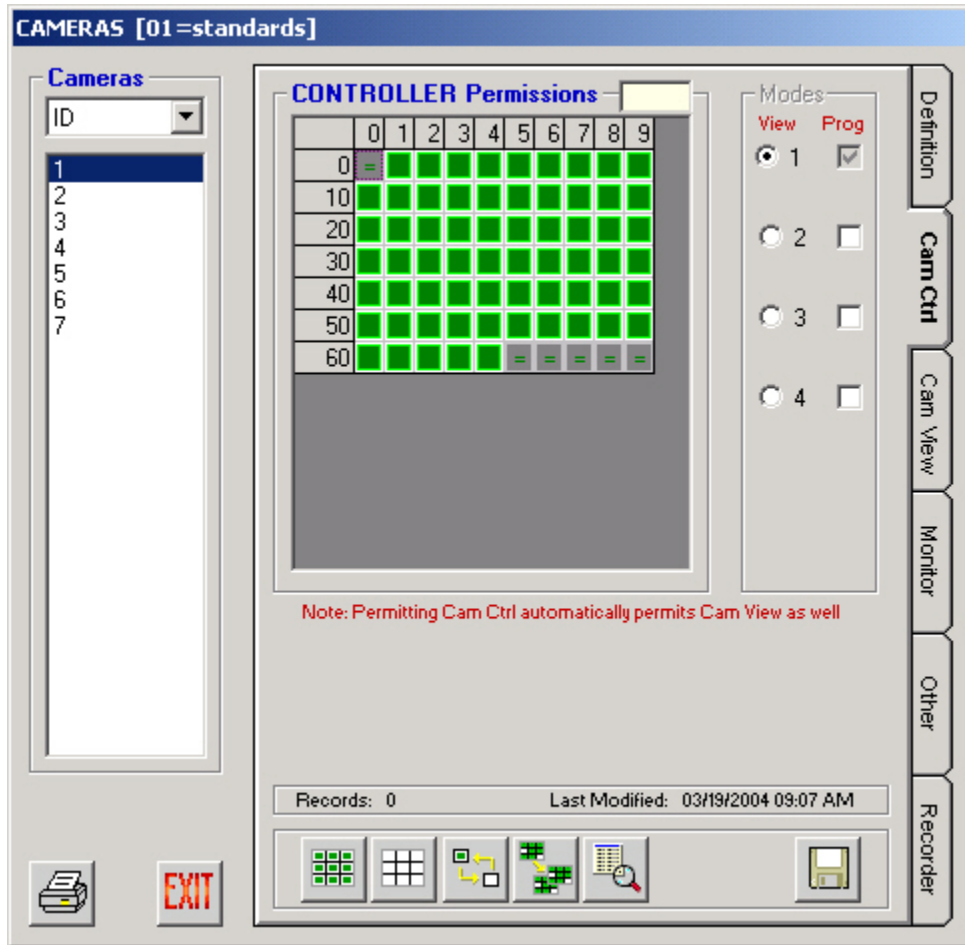 CAMERAS [01=standards]
Cameras
ID
1
2
3
4
5
6
7
CONTROLLER Permissions
0 1 2 3 4 5 6 7 8 9
0 =
10
20
30
40
50
60 = = = = =
Modes
View Prog
1
2
3
4
Note: Permitting Cam Ctrl automatically permits Cam View as well
Records: 0 Last Modified: 03/19/2004 09:07 AM
EXIT
Definition
Cam Ctrl
Cam View
Monitor
Other
Recorder